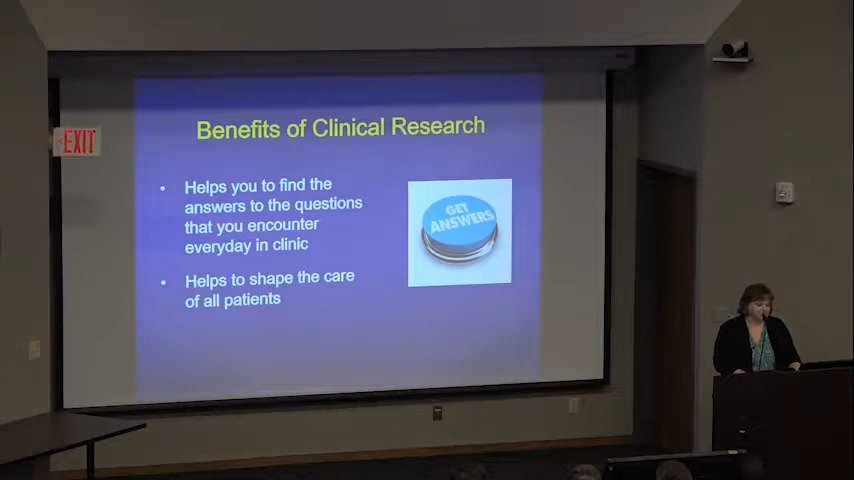 Benefits of Clinical Research
EXIT
• Helps you to find the
answers to the questions
that you encounter
everyday in clinic
GET
ANSWERS
• Helps to shape the care
of all patients